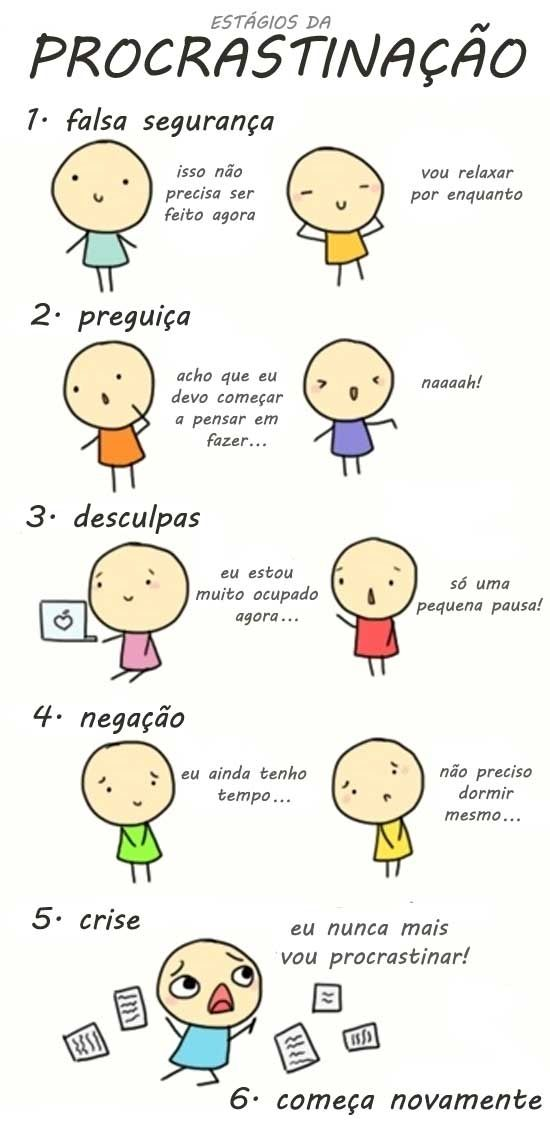 ESTÁGIOS DA
PROCRASTINAÇÃO
1. falsa segurança
isso não
precisa ser
feito agora
vou relaxar
por enquanto
2. preguiça
acho que eu
devo começar
a pensar em
fazer...
naaaah!
3. desculpas
eu estou
muito ocupado
agora...
só uma
pequena pausa!
4. negação
eu ainda tenho
tempo...
não preciso
dormir
mesmo...
5. crise
eu nunca mais
vou procrastinar!
6. começa novamente